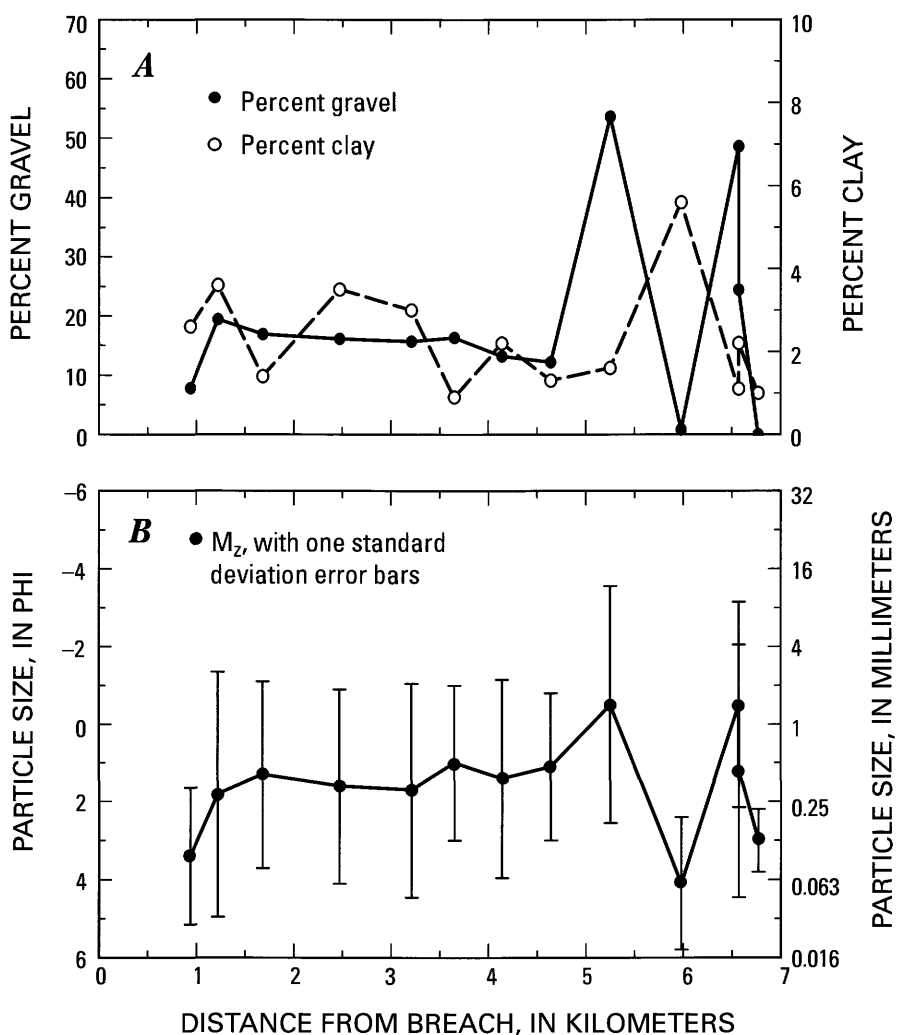 A
Percent gravel
Percent clay
PERCENT GRAVEL
70
60
50
40
30
20
10
0
PERCENT CLAY
10
8
6
4
2
0
B
Mz, with one standard
deviation error bars
PARTICLE SIZE, IN PHI
–6
–4
–2
0
2
4
6
PARTICLE SIZE, IN MILLIMETERS
32
16
4
1
0.25
0.063
0.016
0 1 2 3 4 5 6 7
DISTANCE FROM BREACH, IN KILOMETERS